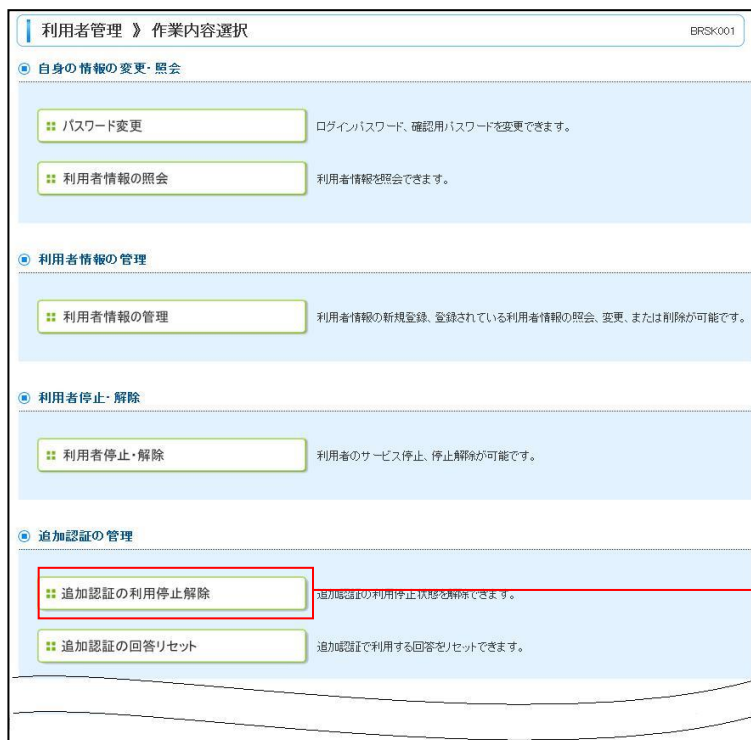 利用者管理 》 作業内容選択
BRSK001
自身の情報の変更・照会
パスワード変更
ログインパスワード、確認用パスワードを変更できます。
利用者情報の照会
利用者情報を照会できます。
利用者情報の管理
利用者情報の管理
利用者情報の新規登録、登録されている利用者情報の照会、変更、または削除が可能です。
利用者停止・解除
利用者停止・解除
利用者のサービス停止、停止解除が可能です。
追加認証の管理
追加認証の利用停止解除
追加認証の利用停止状態を解除できます。
追加認証の回答リセット
追加認証で利用する回答をリセットできます。